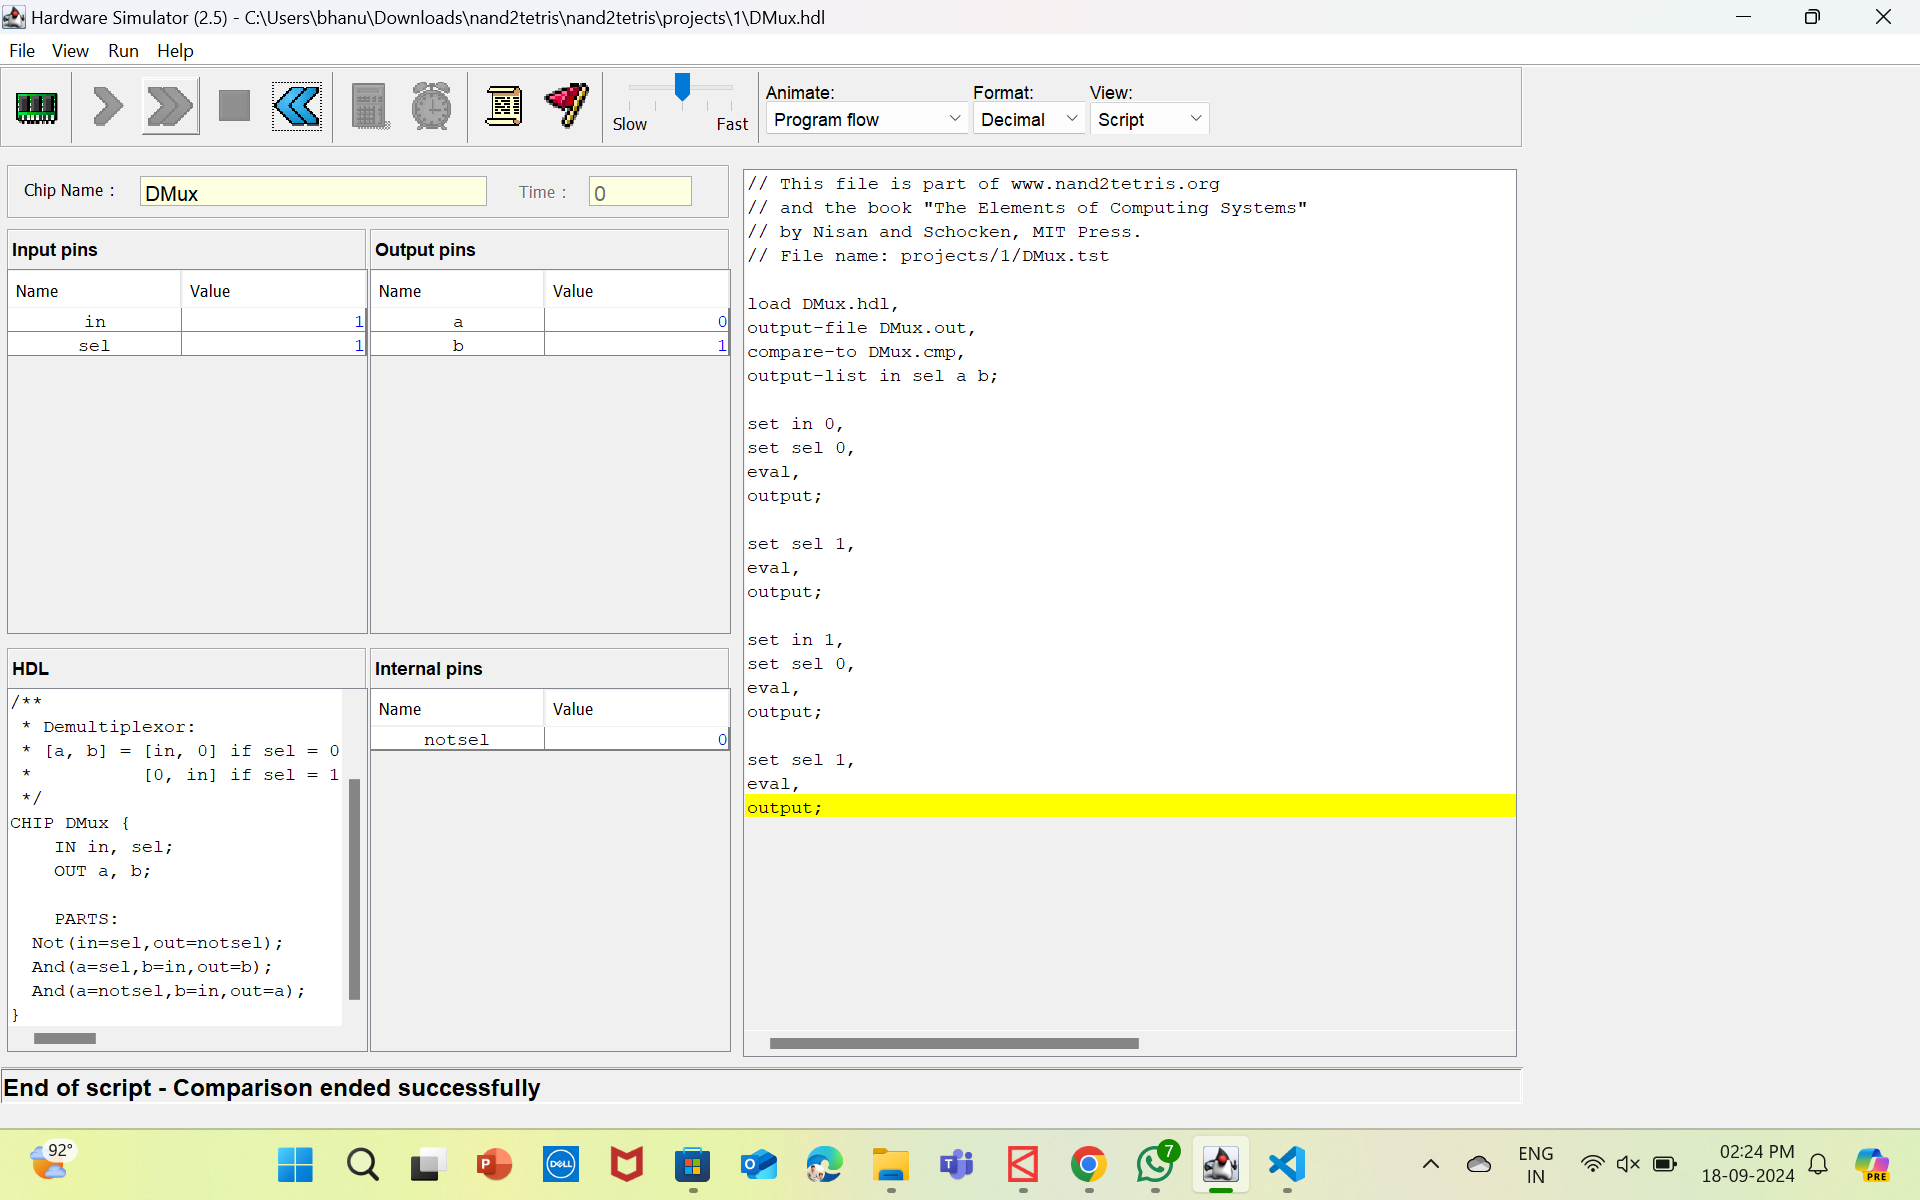 Hardware Simulator (2.5) - C:\Users\bhanu\Downloads\nand2tetris\nand2tetris\projects\1\DMux.hdl
File View Run Help
Slow Fast
Animate: Format: View:
Program flow Decimal Script
Chip Name : DMux Time : 0
Input pins
Name Value
in 1
sel 1
Output pins
Name Value
a 0
b 1
HDL
/**
* Demultiplexor:
* [a, b] = [in, 0] if sel = 0
* [0, in] if sel = 1
*/
CHIP DMux {
IN in, sel;
OUT a, b;
PARTS:
Not(in=sel,out=notsel);
And(a=sel,b=in,out=b);
And(a=notsel,b=in,out=a);
}
Internal pins
Name Value
notsel 0
// This file is part of www.nand2tetris.org
// and the book "The Elements of Computing Systems"
// by Nisan and Schocken, MIT Press.
// File name: projects/1/DMux.tst
load DMux.hdl,
output-file DMux.out,
compare-to DMux.cmp,
output-list in sel a b;
set in 0,
set sel 0,
eval,
output;
set sel 1,
eval,
output;
set in 1,
set sel 0,
eval,
output;
set sel 1,
eval,
output;
End of script - Comparison ended successfully
92°
P
DELL
7
ENG
IN
02:24 PM
18-09-2024
PRE